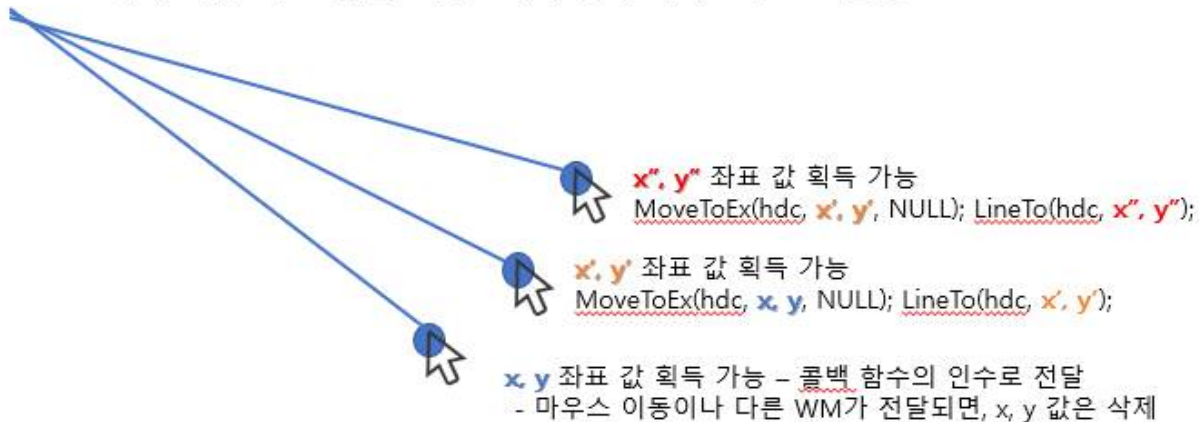 x″, y″ 좌표 값 획득 가능
MoveToEx(hdc, x′, y′, NULL); LineTo(hdc, x″, y″);
x′, y′ 좌표 값 획득 가능
MoveToEx(hdc, x, y, NULL); LineTo(hdc, x′, y′);
x, y 좌표 값 획득 가능 – 콜백 함수의 인수로 전달
- 마우스 이동이나 다른 WM가 전달되면, x, y 값은 삭제